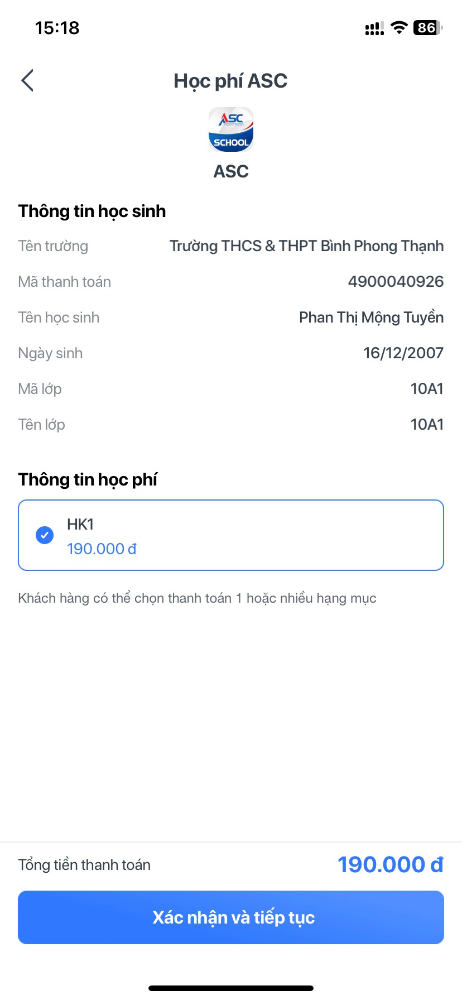 15:18
86
Học phí ASC
ASC
SCHOOL
ASC
Thông tin học sinh
Tên trường Trường THCS & THPT Bình Phong Thạnh
Mã thanh toán 4900040926
Tên học sinh Phan Thị Mộng Tuyền
Ngày sinh 16/12/2007
Mã lớp 10A1
Tên lớp 10A1
Thông tin học phí
HK1
190.000 đ
Khách hàng có thể chọn thanh toán 1 hoặc nhiều hạng mục
Tổng tiền thanh toán 190.000 đ
Xác nhận và tiếp tục